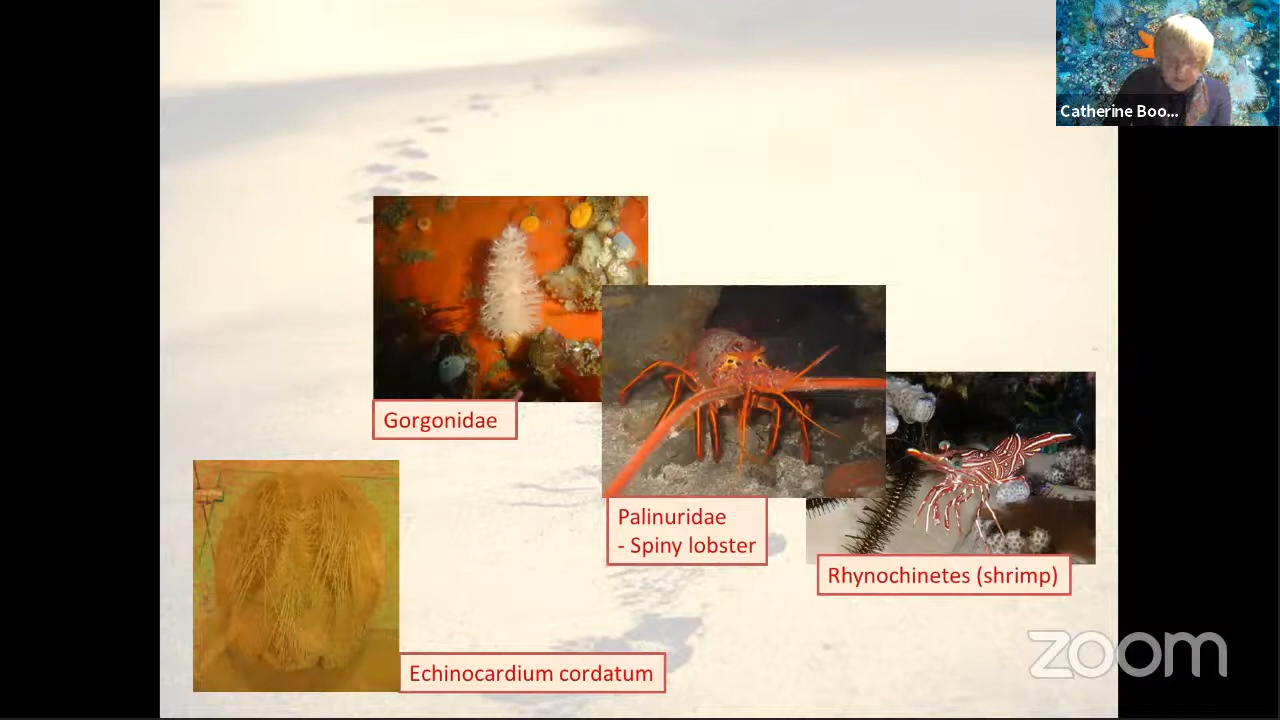 Catherine Boo...
Gorgonidae
Palinuridae
- Spiny lobster
Rhynochinetes (shrimp)
Echinocardium cordatum
zoom